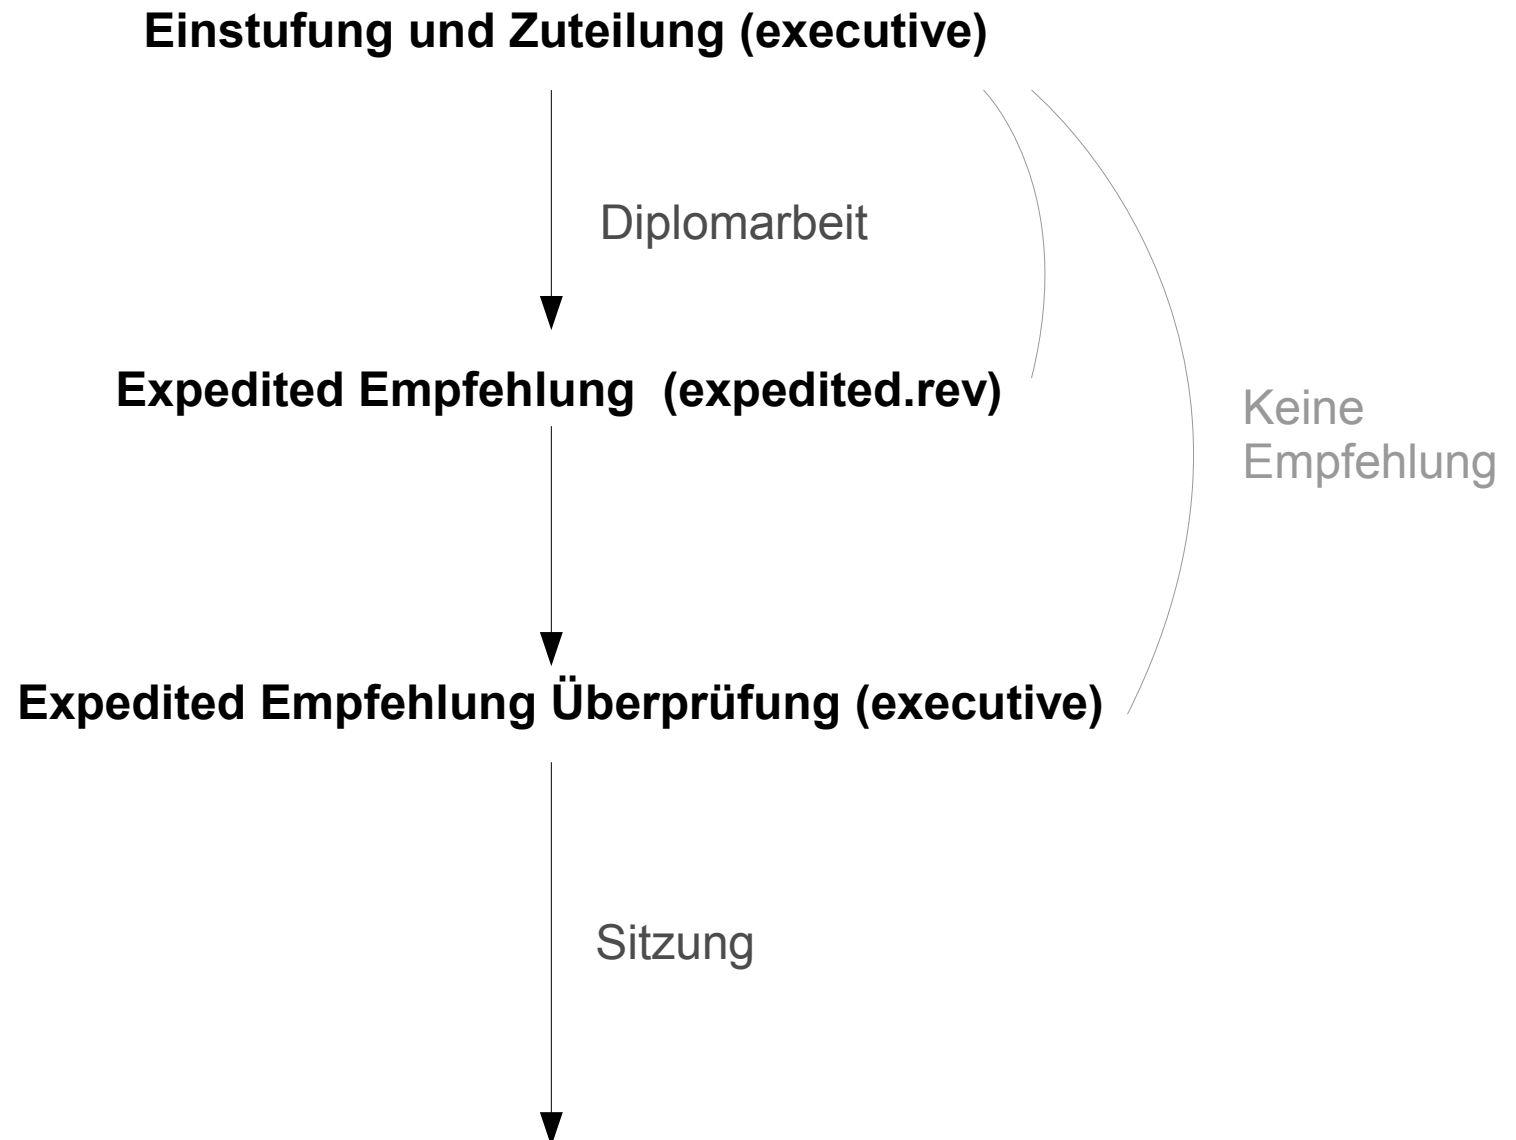 Einstufung und Zuteilung (executive)
Diplomarbeit
Expedited Empfehlung  (expedited.rev)
Keine
Empfehlung
Expedited Empfehlung Überprüfung (executive)
Sitzung